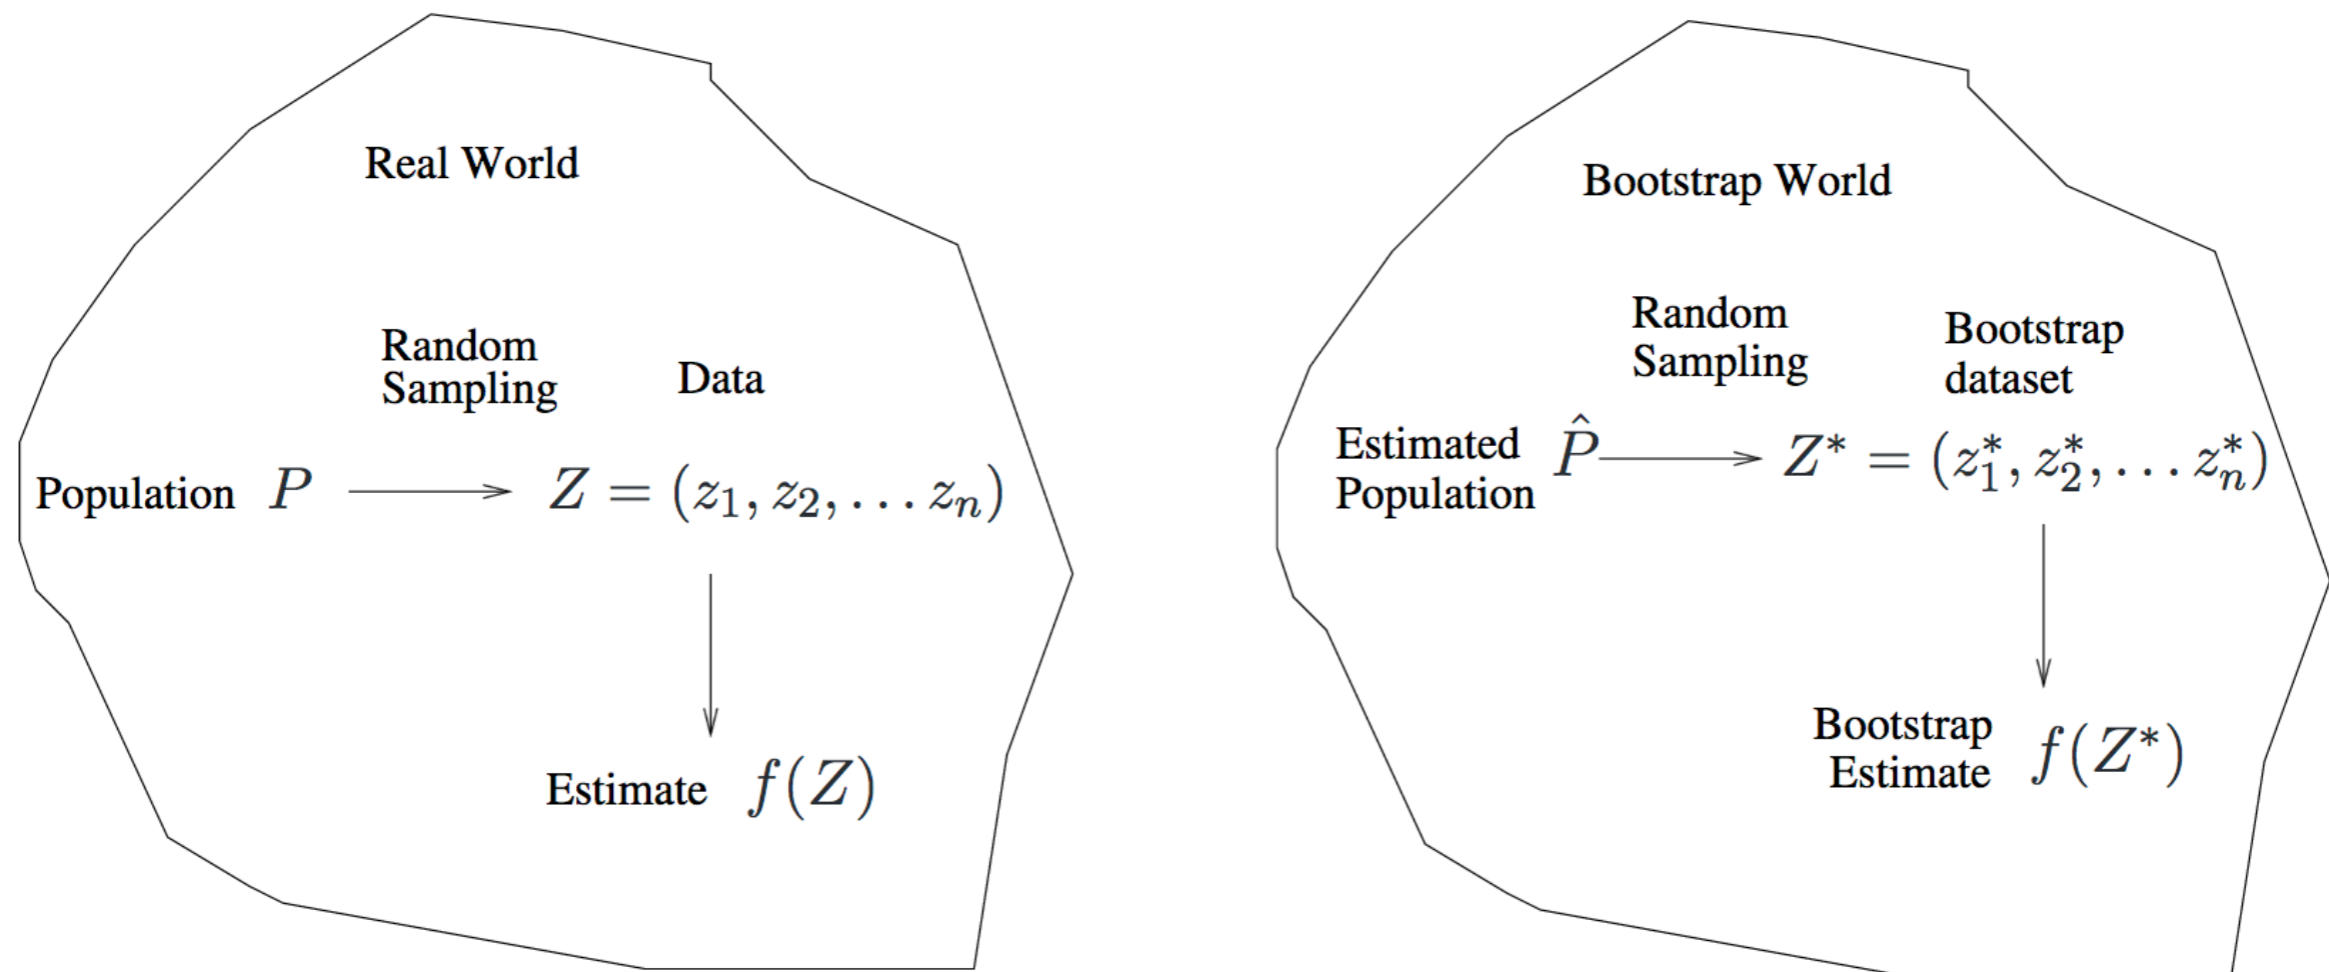 Real World
Random
Sampling
Data
Population P
Z = (z₁, z₂, . . . zₙ)
Estimate f(Z)
Bootstrap World
Random
Sampling
Bootstrap
dataset
Estimated
Population
P̂
Z* = (z₁*, z₂*, . . . zₙ*)
Bootstrap
Estimate
f(Z*)